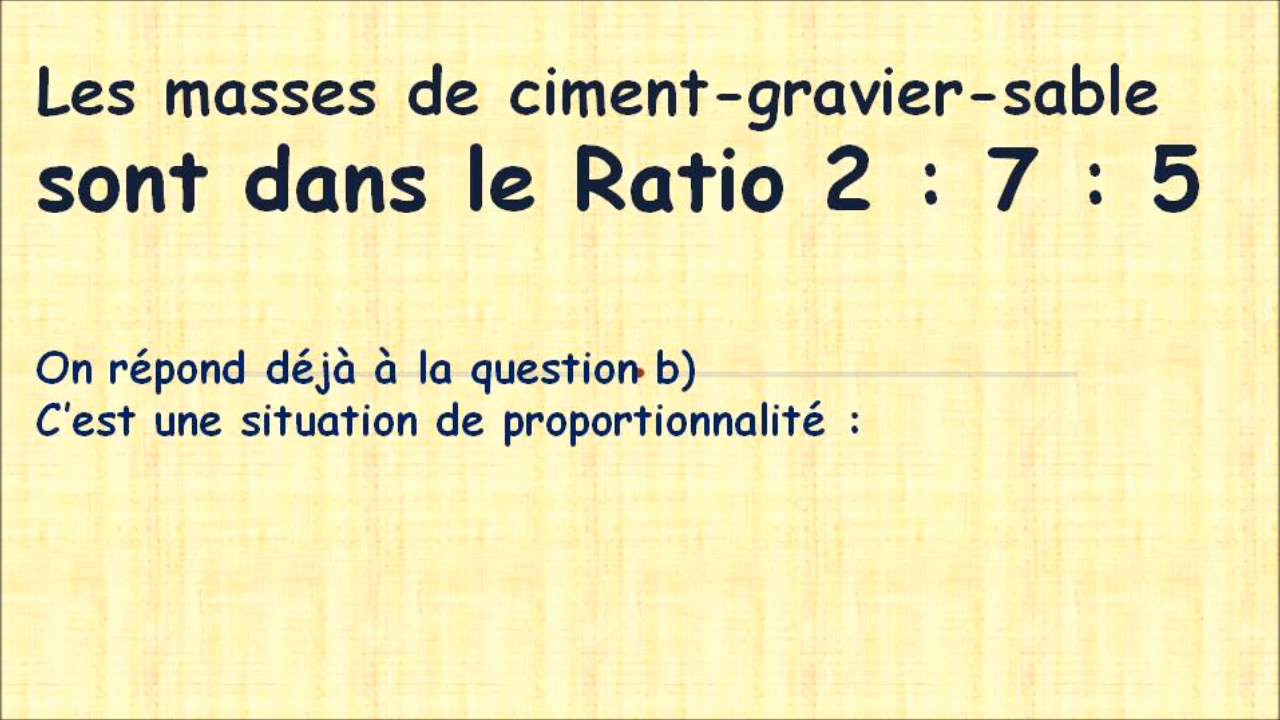 Les masses de ciment-gravier-sable
sont dans le Ratio 2 : 7 : 5
On répond déjà à la question b)
C'est une situation de proportionnalité :